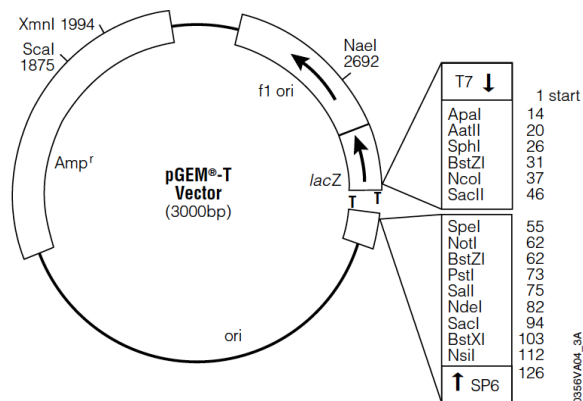 XmnI 1994
ScaI
1875
NaeI
2692
f1 ori
Ampʳ
pGEM®-T
Vector
(3000bp)
lacZ
T T
ori
T7 ↓
1 start
ApaI 14
AatII 20
SphI 26
BstZI 31
NcoI 37
SacII 46
SpeI 55
NotI 62
BstZI 62
PstI 73
SalI 75
NdeI 82
SacI 94
BstXI 103
NsiI 112
↑ SP6 126
0356VA04_3A